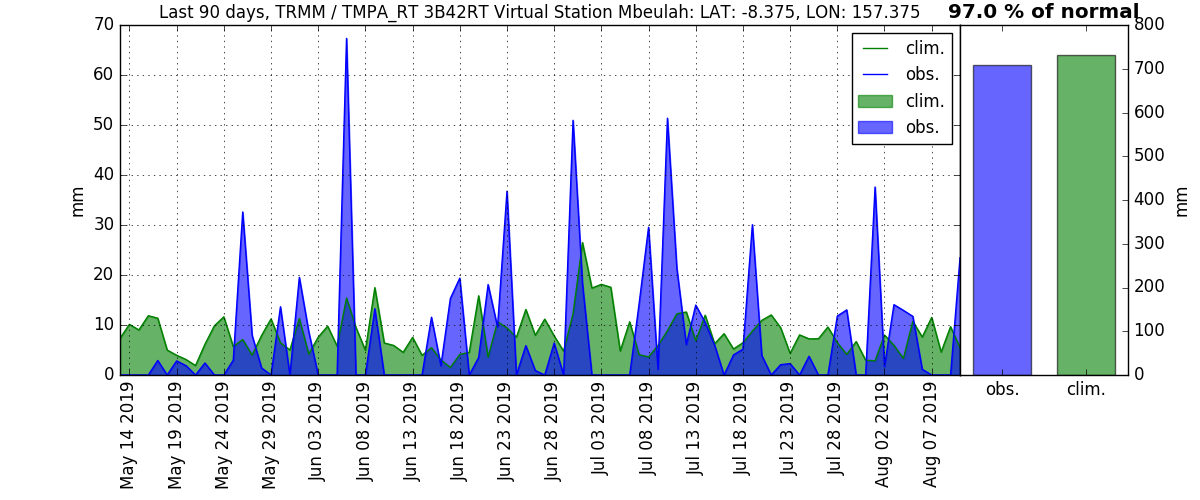 Last 90 days, TRMM / TMPA_RT 3B42RT Virtual Station Mbeulah: LAT: -8.375, LON: 157.375
97.0 % of normal
70
60
50
40
30
20
10
0
mm
clim.
obs.
clim.
obs.
800
700
600
500
400
300
200
100
0
mm
May 14 2019
May 19 2019
May 24 2019
May 29 2019
Jun 03 2019
Jun 08 2019
Jun 13 2019
Jun 18 2019
Jun 23 2019
Jun 28 2019
Jul 03 2019
Jul 08 2019
Jul 13 2019
Jul 18 2019
Jul 23 2019
Jul 28 2019
Aug 02 2019
Aug 07 2019
obs.
clim.